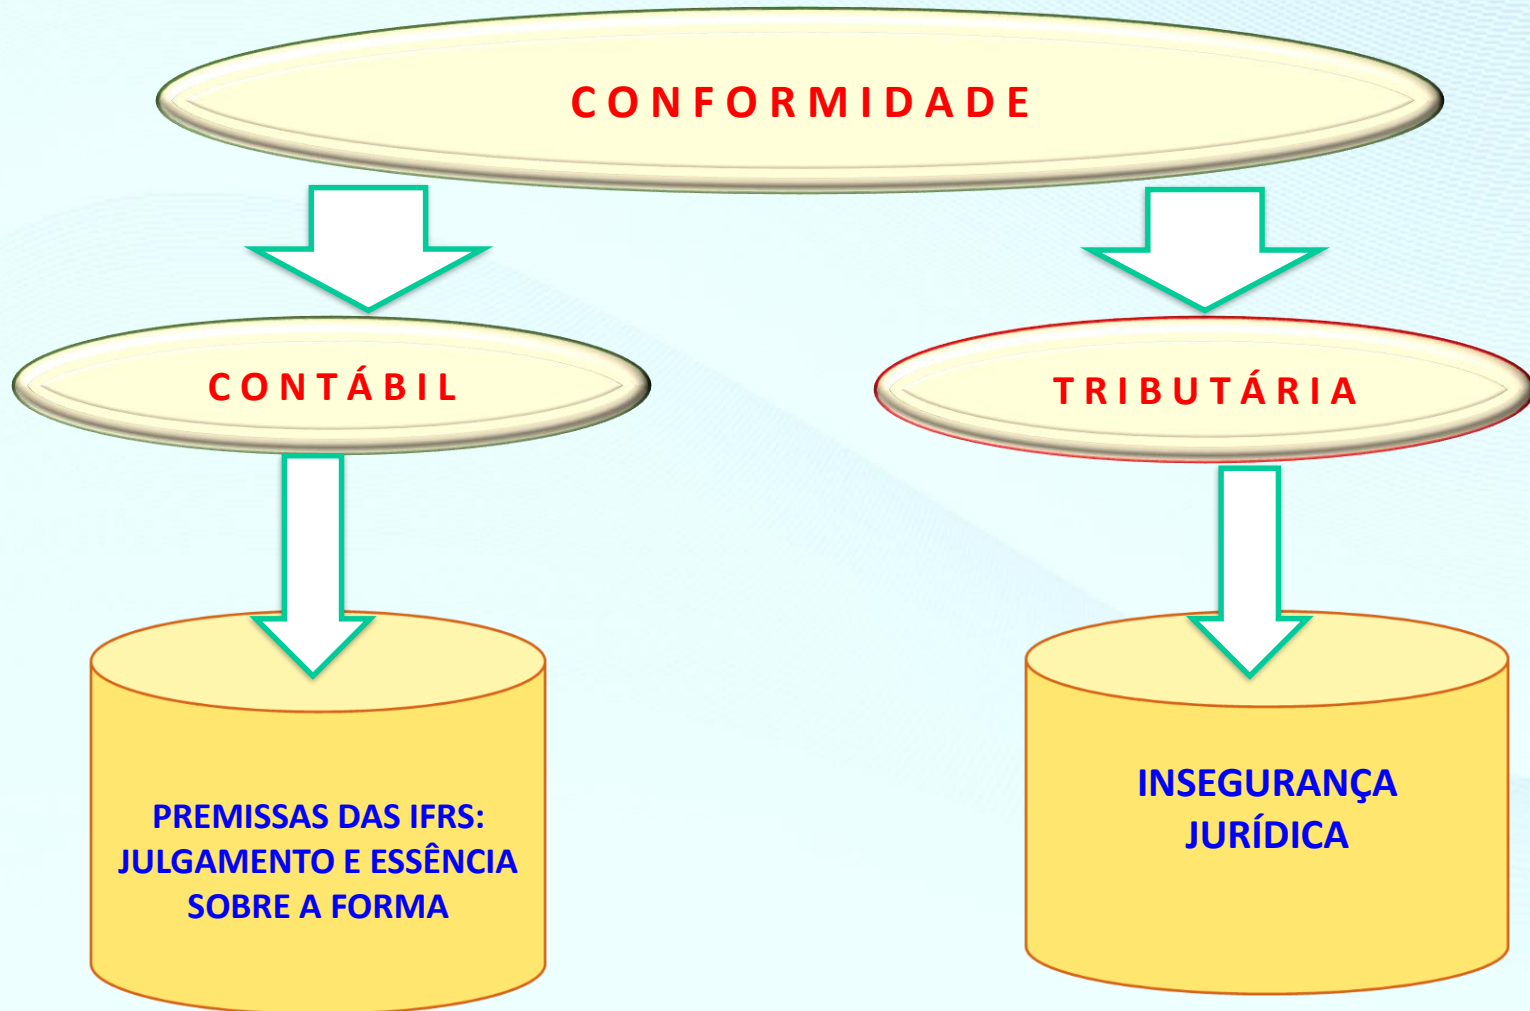 CONFORMIDADE
CONTÁBIL
TRIBUTÁRIA
PREMISSAS DAS IFRS:
JULGAMENTO E ESSÊNCIA
SOBRE A FORMA
INSEGURANÇA
JURÍDICA